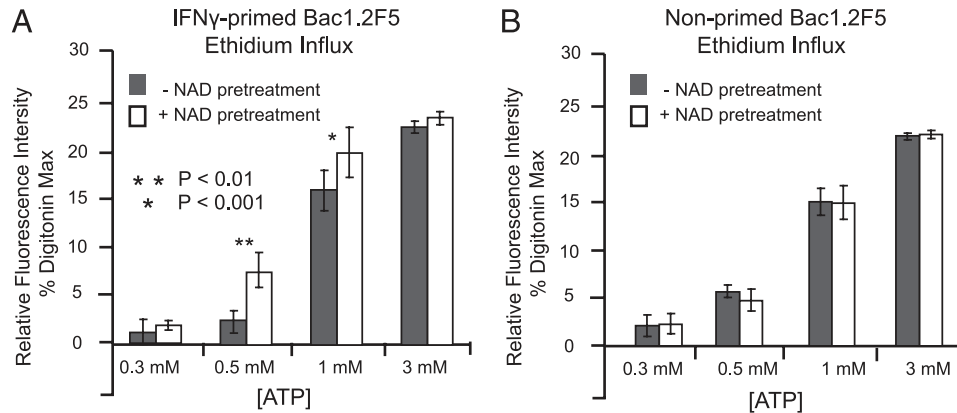 A
IFNγ-primed Bac1.2F5
Ethidium Influx
Relative Fluorescence Intensity
% Digitonin Max
30
25
20
15
10
5
0
- NAD pretreatment
+ NAD pretreatment
* * P < 0.01
* P < 0.001
**
*
0.3 mM 0.5 mM 1 mM 3 mM
[ATP]
B
Non-primed Bac1.2F5
Ethidium Influx
Relative Fluorescence Intensity
% Digitonin Max
30
25
20
15
10
5
0
- NAD pretreatment
+ NAD pretreatment
0.3 mM 0.5 mM 1 mM 3 mM
[ATP]